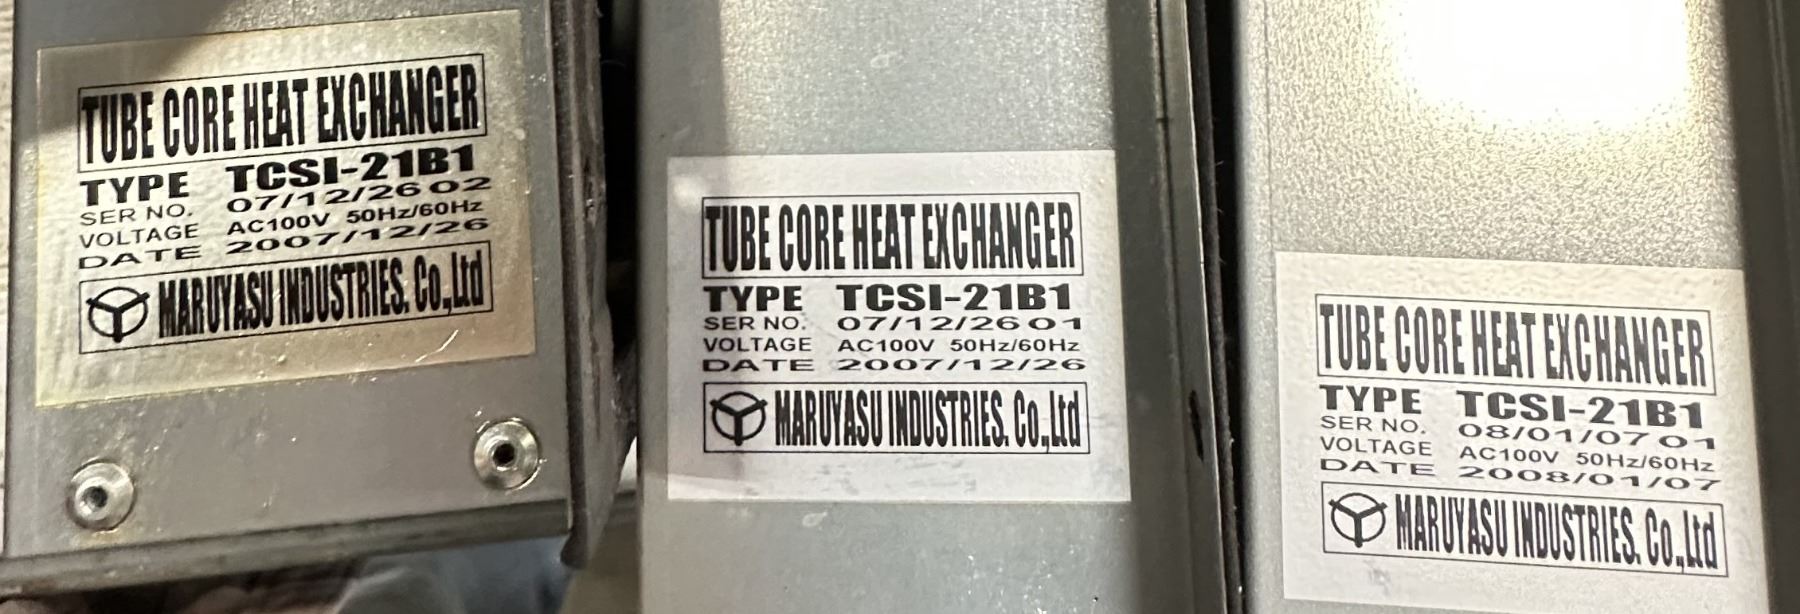 TUBE CORE HEAT EXCHANGER
TYPE TCSI-21B1
SER NO. 07/12/26 02
VOLTAGE AC100V 50Hz/60Hz
DATE 2007/12/26
MARUYASU INDUSTRIES. Co.,Ltd
TUBE CORE HEAT EXCHANGER
TYPE TCSI-21B1
SER NO. 07/12/26 01
VOLTAGE AC100V 50Hz/60Hz
DATE 2007/12/26
MARUYASU INDUSTRIES. Co.,Ltd
TUBE CORE HEAT EXCHANGER
TYPE TCSI-21B1
SER NO. 08/01/07 01
VOLTAGE AC100V 50Hz/60Hz
DATE 2008/01/07
MARUYASU INDUSTRIES. Co.,Ltd